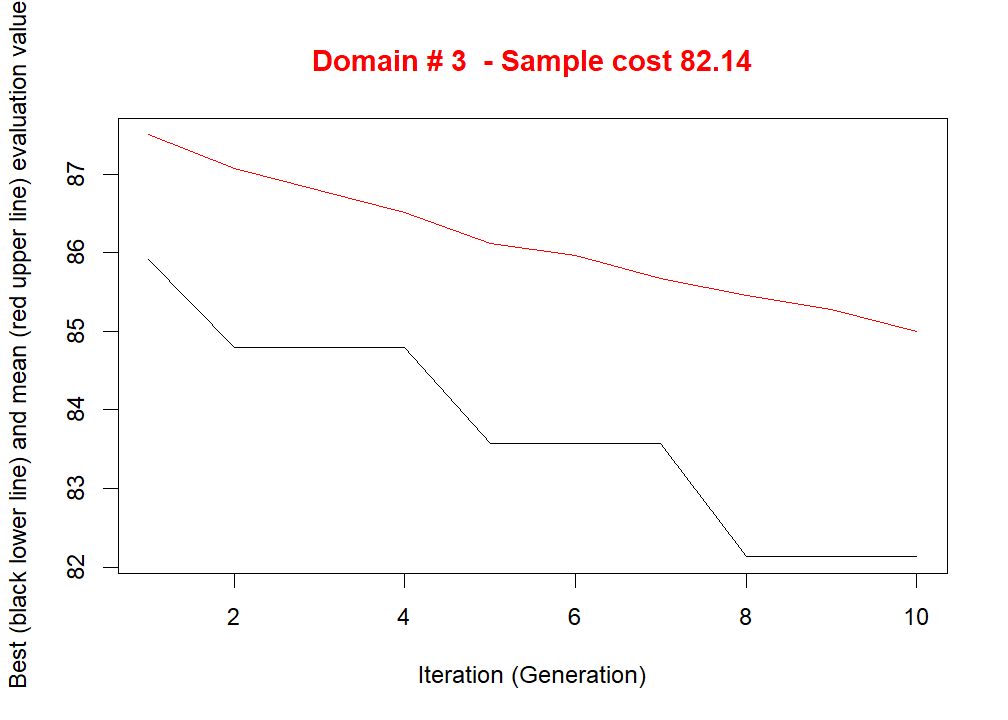 Domain # 3  - Sample cost 82.14
Best (black lower line) and mean (red upper line) evaluation value
87
86
85
84
83
82
2 4 6 8 10
Iteration (Generation)